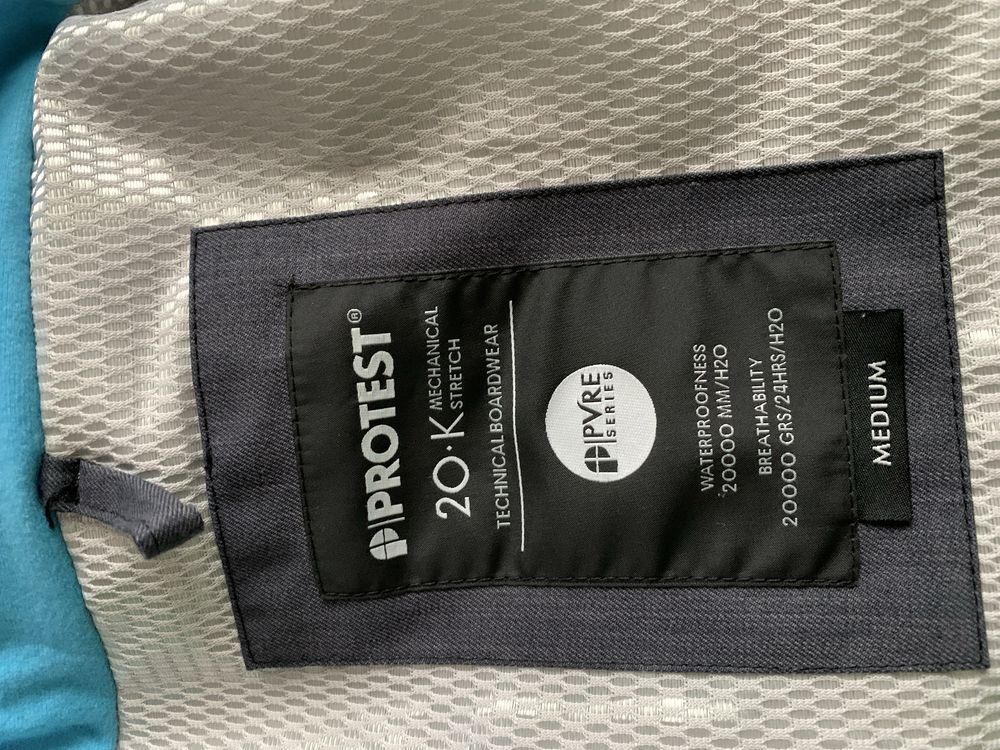 PROTEST®
20·K MECHANICAL
STRETCH
TECHNICAL BOARDWEAR
PVRE
SERIES
WATERPROOFNESS
20000 MM/H2O
BREATHABILITY
20000 GRS/24HRS/H2O
MEDIUM